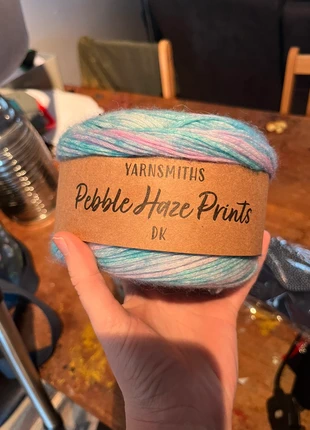 YARNSMITHS
Pebble Haze Prints
DK